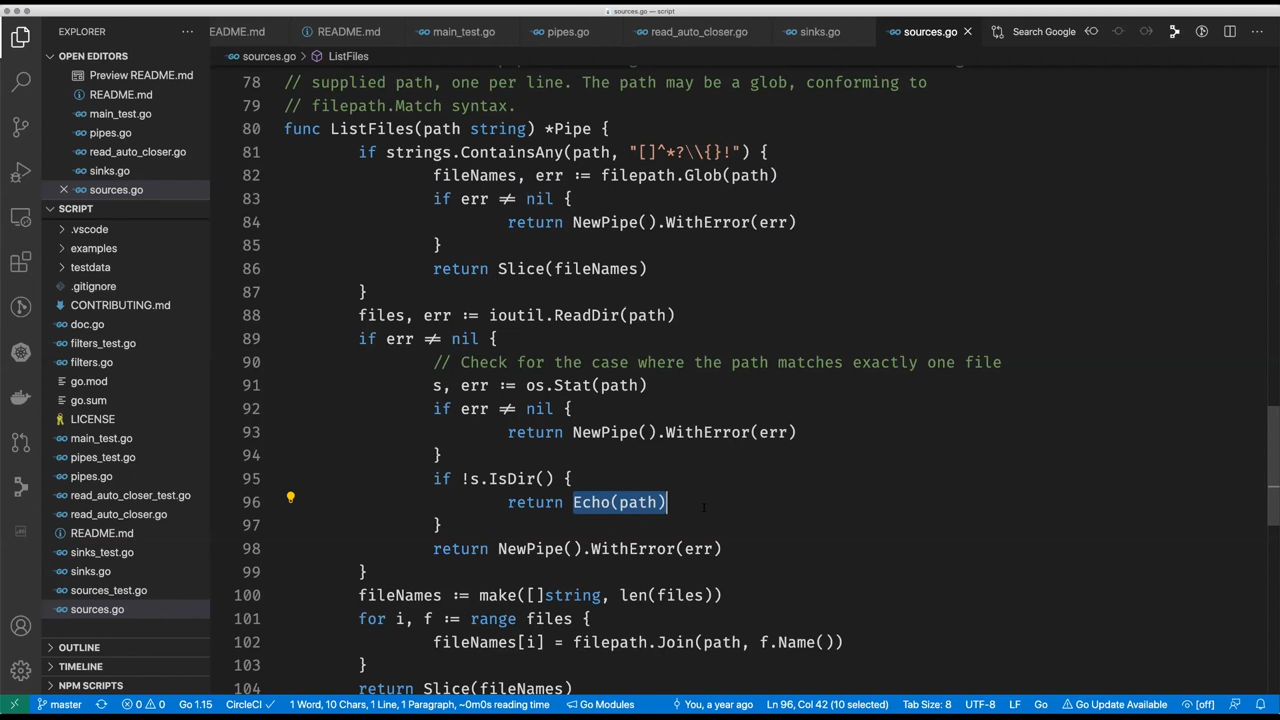 sources.go — script
EXPLORER
EADME.md
README.md
main_test.go
pipes.go
read_auto_closer.go
sinks.go
sources.go
Search Google
OPEN EDITORS
Preview README.md
README.md
main_test.go
pipes.go
read_auto_closer.go
sinks.go
sources.go
SCRIPT
.vscode
examples
testdata
.gitignore
CONTRIBUTING.md
doc.go
filters_test.go
filters.go
go.mod
go.sum
LICENSE
main_test.go
pipes_test.go
pipes.go
read_auto_closer_test.go
read_auto_closer.go
README.md
sinks_test.go
sinks.go
sources_test.go
sources.go
OUTLINE
TIMELINE
NPM SCRIPTS
sources.go > ListFiles
78 // supplied path, one per line. The path may be a glob, conforming to
79 // filepath.Match syntax.
80 func ListFiles(path string) *Pipe {
81 if strings.ContainsAny(path, "[]^*?\\{}!") {
82 fileNames, err := filepath.Glob(path)
83 if err ≠ nil {
84 return NewPipe().WithError(err)
85 }
86 return Slice(fileNames)
87 }
88 files, err := ioutil.ReadDir(path)
89 if err ≠ nil {
90 // Check for the case where the path matches exactly one file
91 s, err := os.Stat(path)
92 if err ≠ nil {
93 return NewPipe().WithError(err)
94 }
95 if !s.IsDir() {
96 return Echo(path)
97 }
98 return NewPipe().WithError(err)
99 }
100 fileNames := make([]string, len(files))
101 for i, f := range files {
102 fileNames[i] = filepath.Join(path, f.Name())
103 }
104 return Slice(fileNames)
master 0 0 CircleCI ✓ Go 1.15 1 Word, 10 Chars, 1 Line, 1 Paragraph, ~0m0s reading time Go Modules You, a year ago Ln 96, Col 42 (10 selected) Tab Size: 8 UTF-8 LF Go Go Update Available [off]